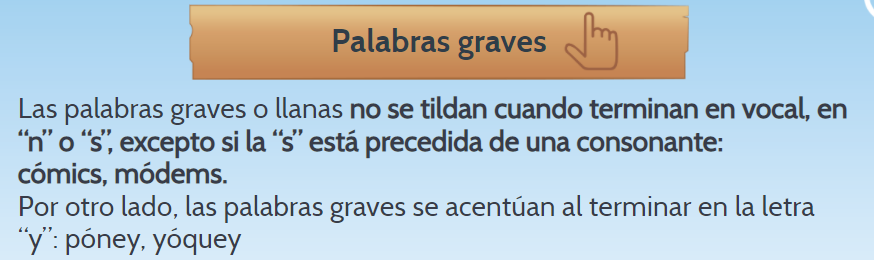 Palabras graves
Las palabras graves o llanas no se tildan cuando terminan en vocal, en
“n” o “s”, excepto si la “s” está precedida de una consonante:
cómics, módems.
Por otro lado, las palabras graves se acentúan al terminar en la letra
“y”: póney, yóquey